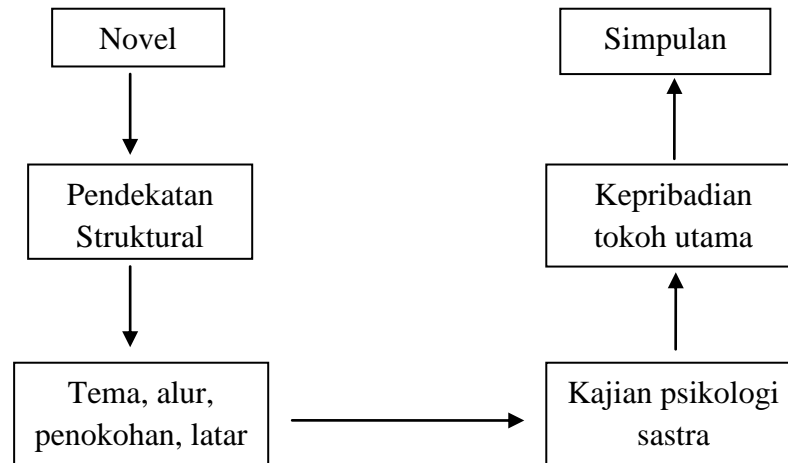 Novel
Pendekatan
Struktural
Tema, alur,
penokohan, latar
Kajian psikologi
sastra
Kepribadian
tokoh utama
Simpulan